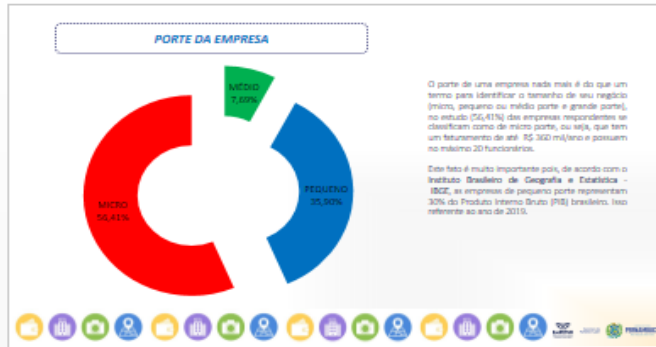 PORTE DA EMPRESA
MÉDIO
7,69%
PEQUENO
35,90%
MICRO
56,41%
O porte de uma empresa nada mais é do que um
termo para identificar o tamanho de seu negócio
(micro, pequeno ou médio porte e grande porte),
no estudo (56,41%) das empresas respondentes se
classificam como de micro porte, ou seja, que tem
um faturamento de até R$ 360 mil/ano e possuem
no máximo 20 funcionários.
Este fato é muito importante pois, de acordo com o
Instituto Brasileiro de Geografia e Estatística -
IBGE, as empresas de pequeno porte representam
30% do Produto Interno Bruto (PIB) brasileiro. Isso
referente ao ano de 2019.
PERNAMBUCO